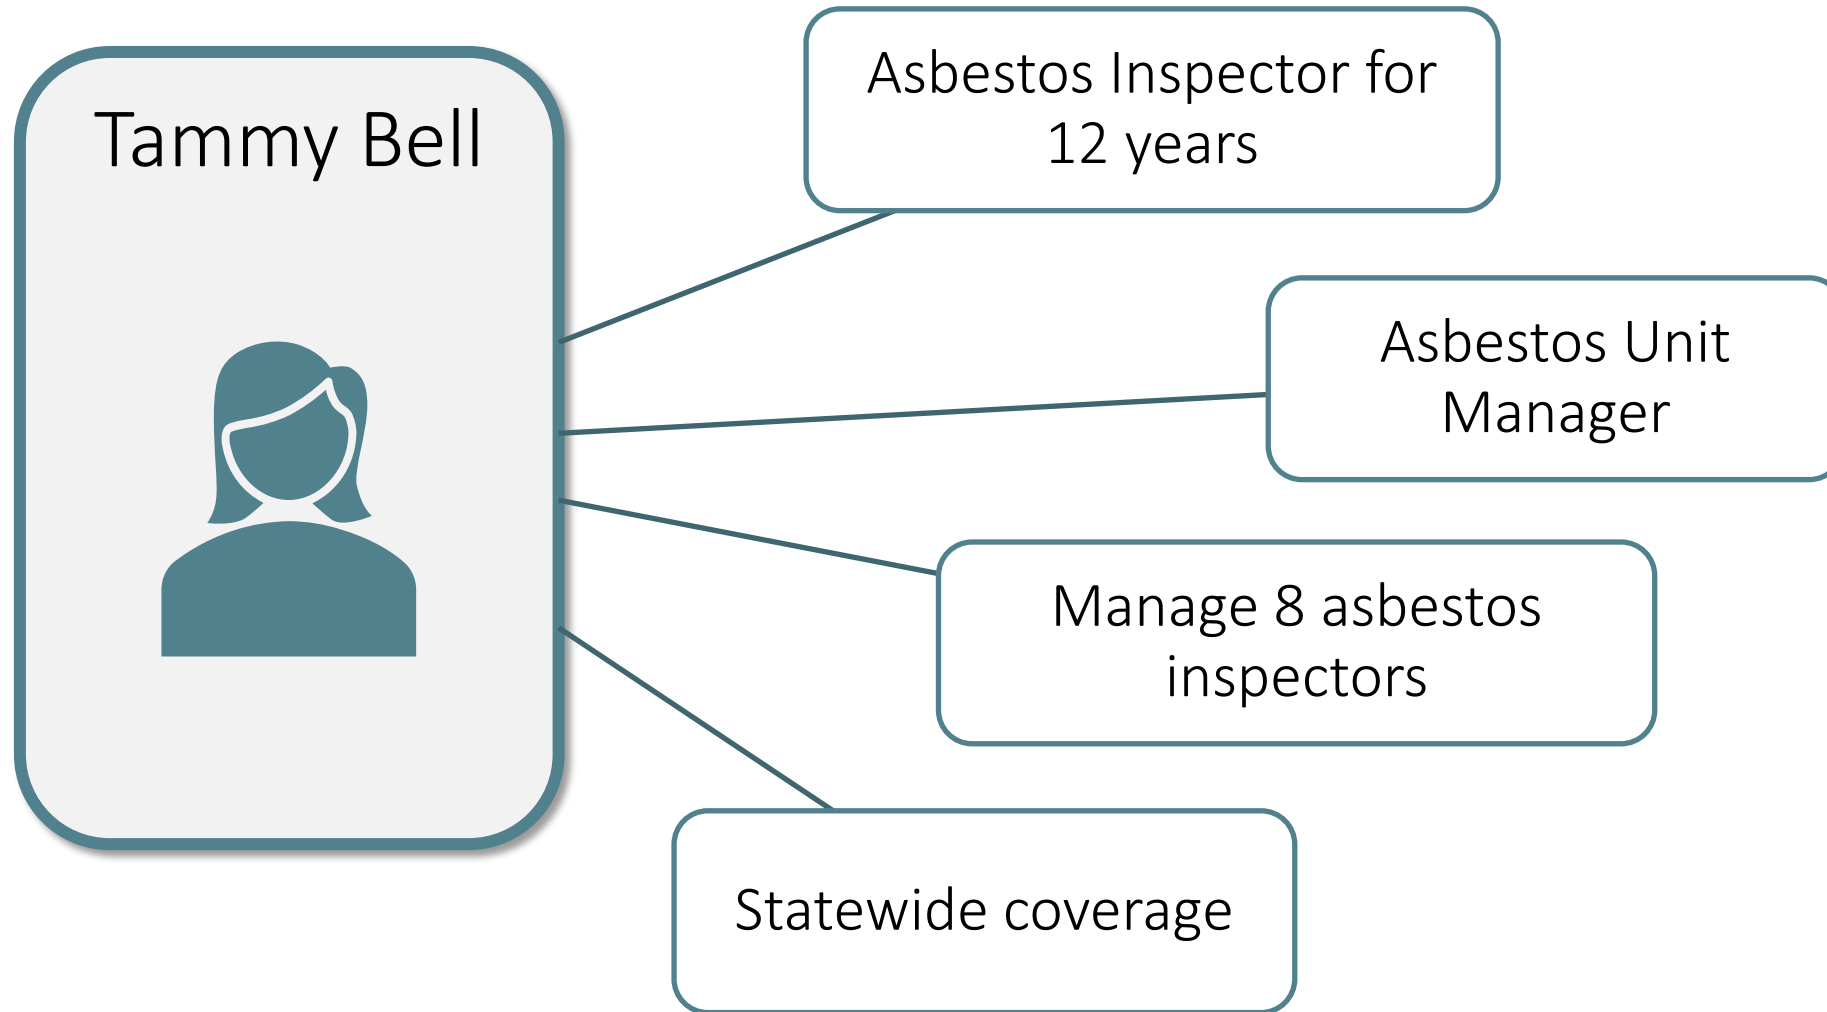 Tammy Bell
Asbestos Inspector for
12 years
Asbestos Unit
Manager
Manage 8 asbestos
inspectors
Statewide coverage